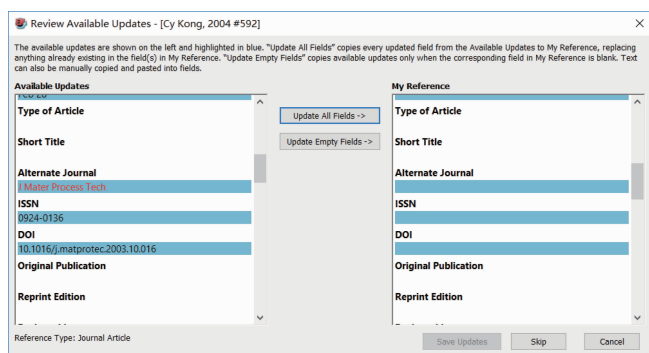 Review Available Updates - [Cy Kong, 2004 #592]
The available updates are shown on the left and highlighted in blue. "Update All Fields" copies every updated field from the Available Updates to My Reference, replacing
anything already existing in the field(s) in My Reference. "Update Empty Fields" copies available updates only when the corresponding field in My Reference is blank. Text
can also be manually copied and pasted into fields.
Available Updates
My Reference
Type of Article
Update All Fields ->
Type of Article
Short Title
Update Empty Fields ->
Short Title
Alternate Journal
Alternate Journal
J Mater Process Tech
ISSN
ISSN
0924-0136
DOI
DOI
10.1016/j.matprotec.2003.10.016
Original Publication
Original Publication
Reprint Edition
Reprint Edition
Reference Type: Journal Article
Save Updates
Skip
Cancel